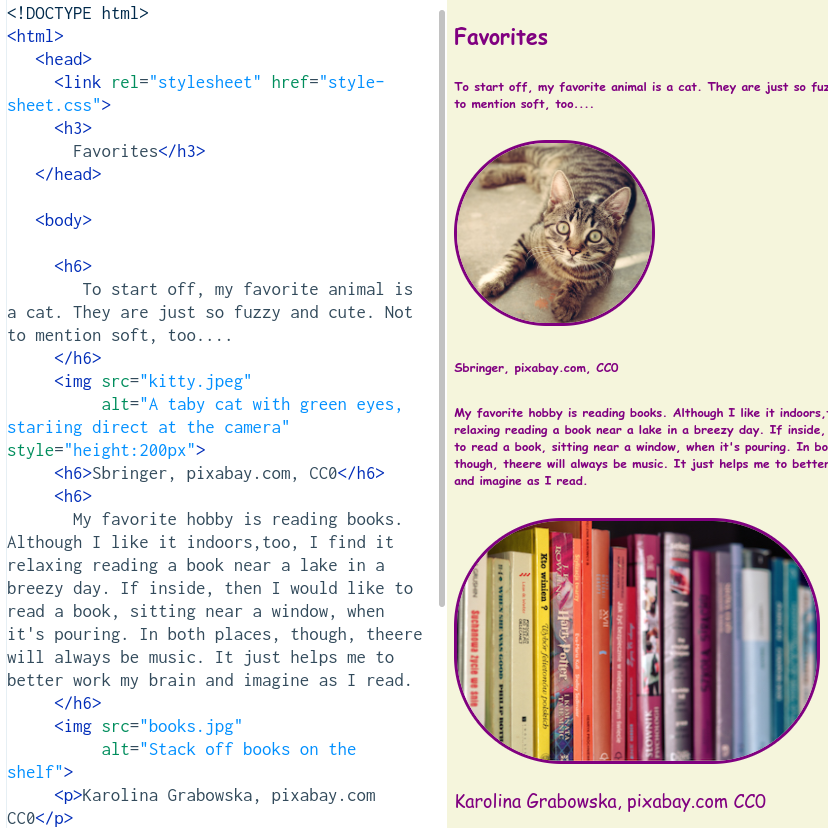 <!DOCTYPE html>
<html>
<head>
<link rel="stylesheet" href="style-
sheet.css">
<h3>
Favorites</h3>
</head>
<body>
<h6>
To start off, my favorite animal is
a cat. They are just so fuzzy and cute. Not
to mention soft, too....
</h6>
<img src="kitty.jpeg"
alt="A taby cat with green eyes,
stariing direct at the camera"
style="height:200px">
<h6>Sbringer, pixabay.com, CC0</h6>
<h6>
My favorite hobby is reading books.
Although I like it indoors,too, I find it
relaxing reading a book near a lake in a
breezy day. If inside, then I would like to
read a book, sitting near a window, when
it's pouring. In both places, though, theere
will always be music. It just helps me to
better work my brain and imagine as I read.
</h6>
<img src="books.jpg"
alt="Stack off books on the
shelf">
<p>Karolina Grabowska, pixabay.com
CC0</p>
Favorites
To start off, my favorite animal is a cat. They are just so fuz
to mention soft, too....
Sbringer, pixabay.com, CC0
My favorite hobby is reading books. Although I like it indoors,
relaxing reading a book near a lake in a breezy day. If inside,
to read a book, sitting near a window, when it's pouring. In bo
though, theere will always be music. It just helps me to better
and imagine as I read.
Kto winien ?
Harry Potter
Karolina Grabowska, pixabay.com CC0